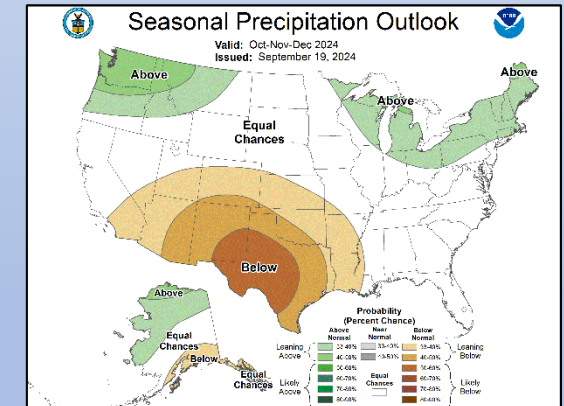 Seasonal Precipitation Outlook
Valid: Oct-Nov-Dec 2024
Issued: September 19, 2024
Above
Above
Above
Equal
Chances
Below
Above
Equal
Chances
Below
Equal
Chances
Probability
(Percent Chance)
Above
Normal
Near
Normal
Below
Normal
Leaning
Above
Likely
Above
Equal
Chances
Leaning
Below
Likely
Below